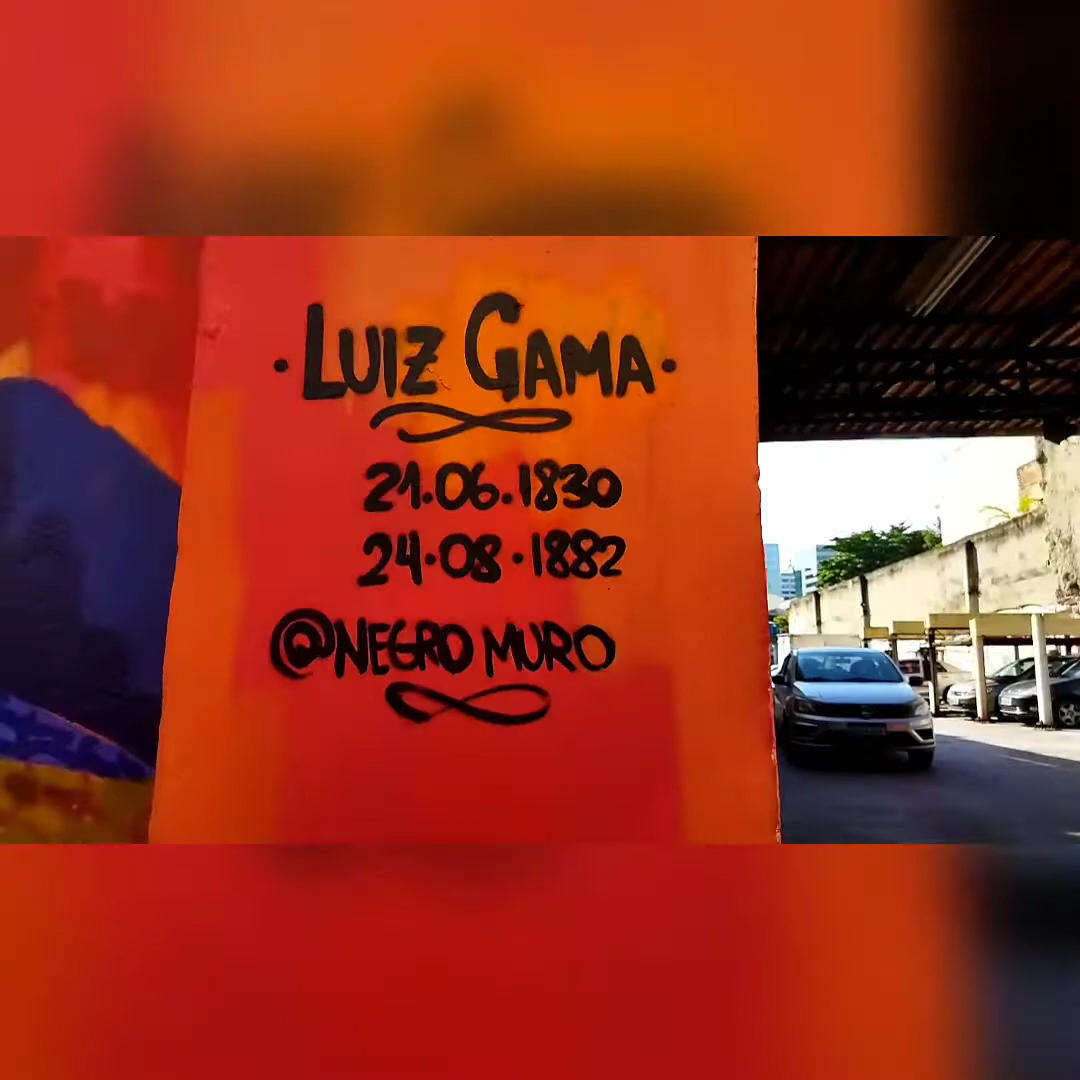 • LUIZ GAMA •
21.06.1830
24.08.1882
@NEGRO MURO